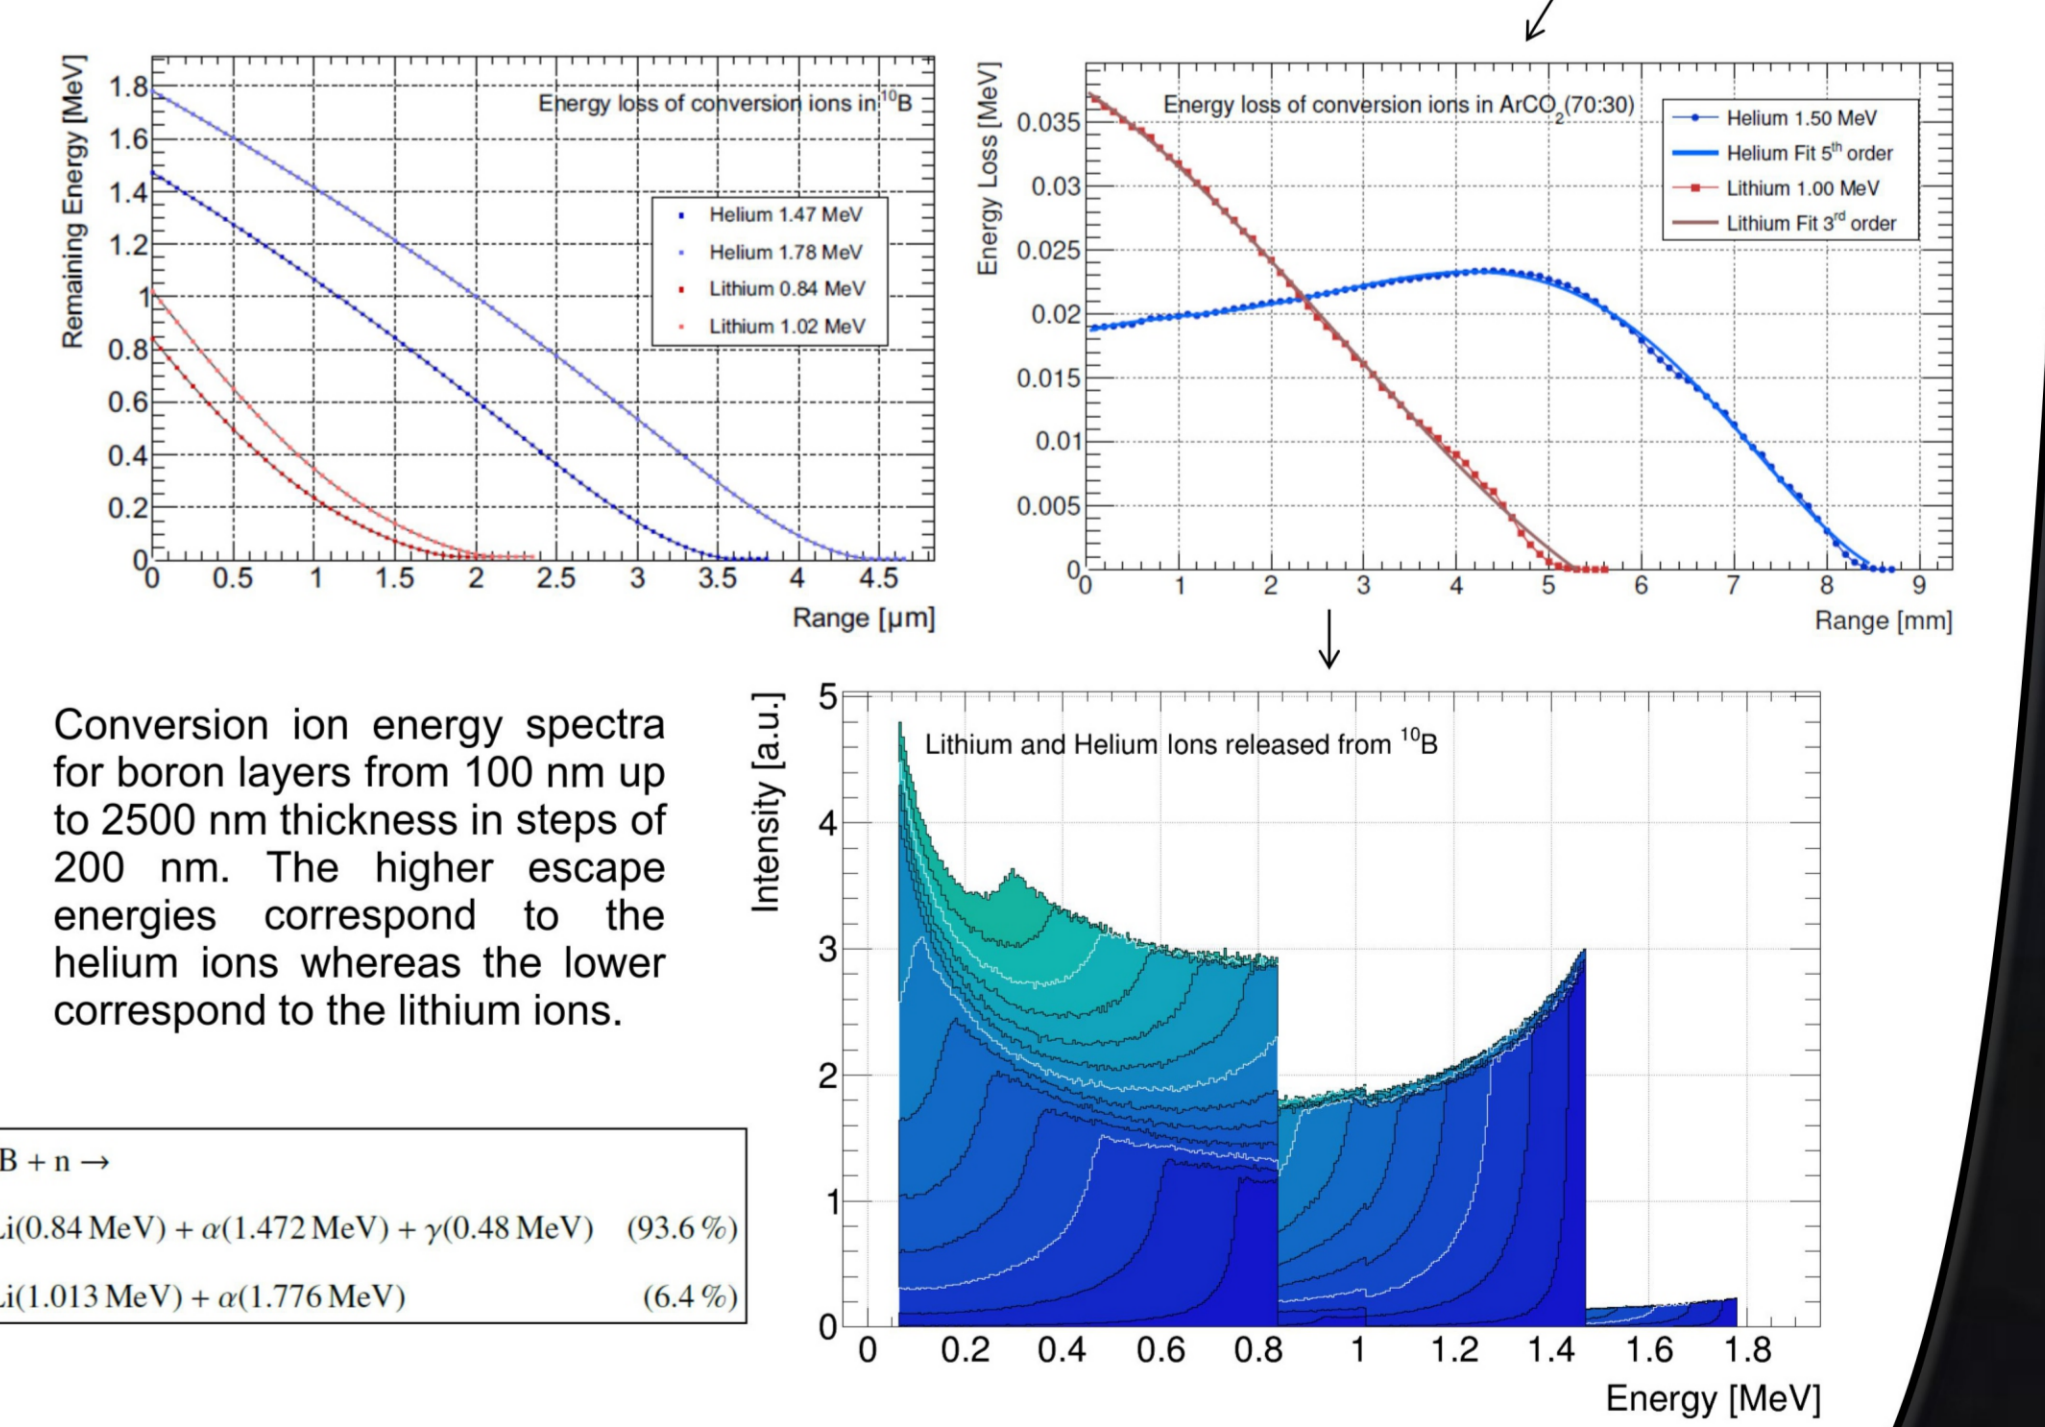 Remaining Energy [MeV]
Energy loss of conversion ions in ¹⁰B
Helium 1.47 MeV
Helium 1.78 MeV
Lithium 0.84 MeV
Lithium 1.02 MeV
1.8
1.6
1.4
1.2
1
0.8
0.6
0.4
0.2
0
0 0.5 1 1.5 2 2.5 3 3.5 4 4.5
Range [µm]
Energy Loss [MeV]
Energy loss of conversion ions in ArCO₂(70:30)
Helium 1.50 MeV
Helium Fit 5ᵗʰ order
Lithium 1.00 MeV
Lithium Fit 3ʳᵈ order
0.035
0.03
0.025
0.02
0.015
0.01
0.005
0
0 1 2 3 4 5 6 7 8 9
Range [mm]
Conversion ion energy spectra
for boron layers from 100 nm up
to 2500 nm thickness in steps of
200 nm. The higher escape
energies correspond to the
helium ions whereas the lower
correspond to the lithium ions.
B + n →
Li(0.84 MeV) + α(1.472 MeV) + γ(0.48 MeV) (93.6 %)
Li(1.013 MeV) + α(1.776 MeV) (6.4 %)
Intensity [a.u.]
Lithium and Helium Ions released from ¹⁰B
5
4
3
2
1
0
0 0.2 0.4 0.6 0.8 1 1.2 1.4 1.6 1.8
Energy [MeV]